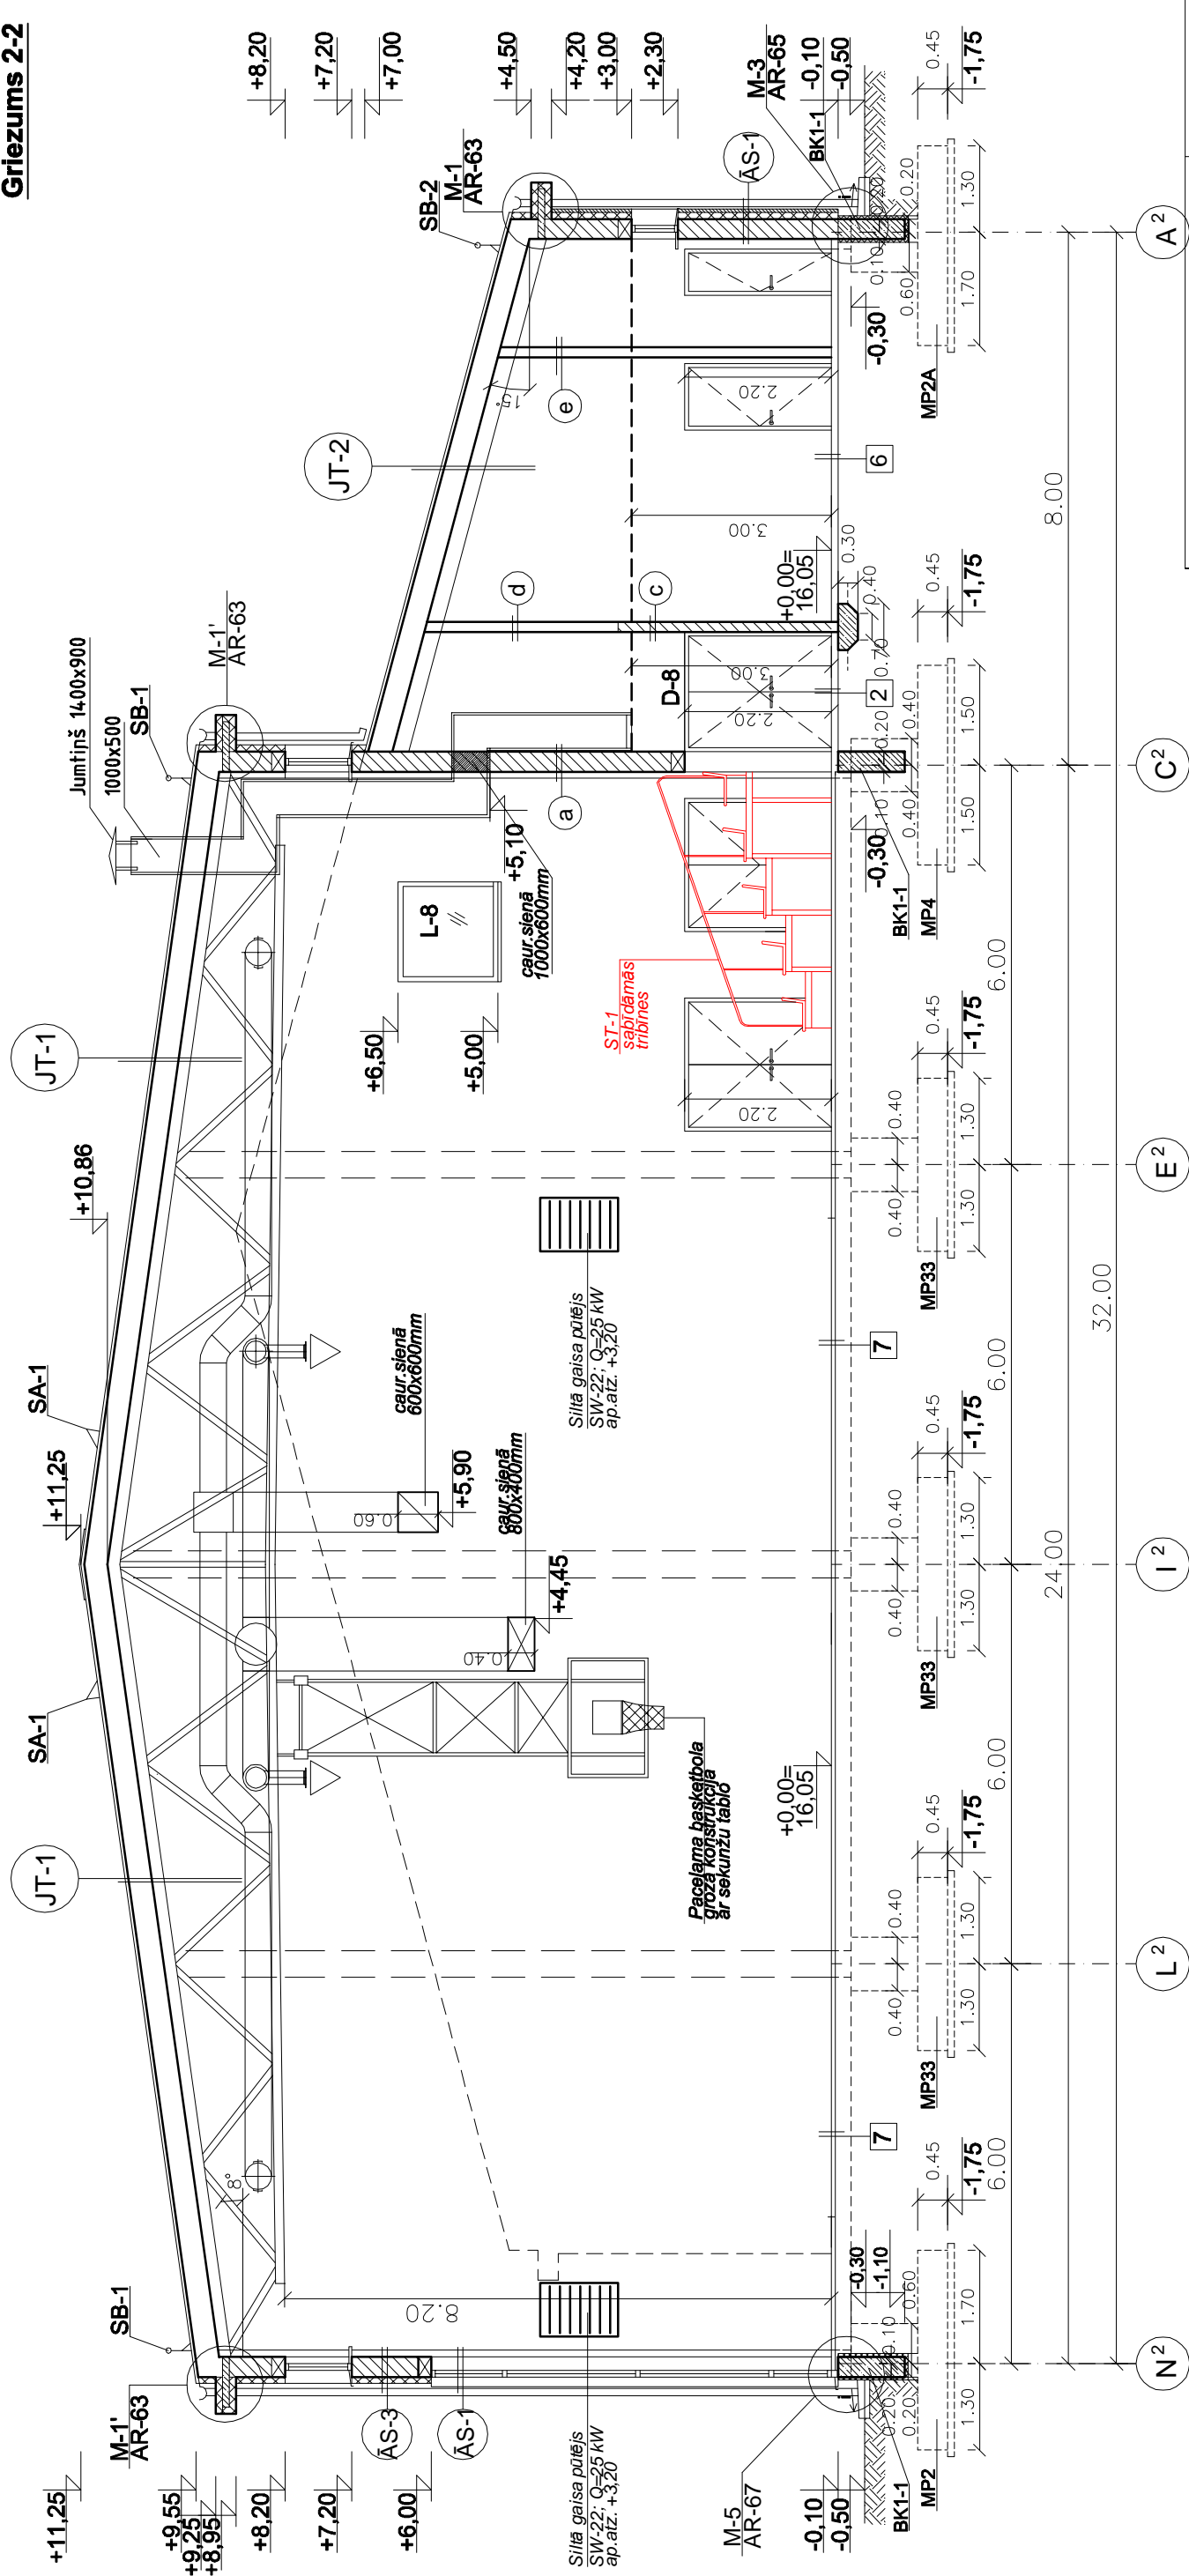 Griezums 2-2
+11,25
+9,55
+9,25
+8,95
+8,20
+7,20
+6,00
-0,10
-0,50
M-1'
AR-63
SB-1
ĀS-3
ĀS-1
Siltā gaisa pūtējs
SW-22; Q=25 kW
ap.atz. +3,20
M-5
AR-67
BK1-1
MP2
8°
8.20
-0,30
-1,10
0.60
0.10
0.20
0.20
1.30
1.70
N²
JT-1
SA-1
7
0.45
-1,75
6.00
MP33
0.40
0.40
1.30
1.30
L²
0.45
-1,75
6.00
Paceļama basketbola
groza konstrukcija
ar sekunžu tablo
+0,00=
16,05
+11,25
SA-1
0.40
+4,45
caur.sienā
800x400mm
0.60
+5,90
caur.sienā
600x600mm
MP33
0.40
0.40
1.30
1.30
I²
0.45
-1,75
24.00
6.00
7
+10,86
JT-1
Siltā gaisa pūtējs
SW-22; Q=25 kW
ap.atz. +3,20
MP33
0.40
0.40
1.30
1.30
E²
0.45
-1,75
32.00
6.00
2.20
ST-1
sabīdāmās
tribīnes
+6,50
+5,00
L-8
+5,10
caur.sienā
1000x600mm
Jumtiņš 1400x900
1000x500
SB-1
M-1'
AR-63
a
-0,30
BK1-1
MP4
0.10
0.40
0.20
0.40
1.50
1.50
C²
D-8
2.20
3.00
2
0.70
0.40
0.30
0.45
-1,75
+0,00=
16,05
d
c
3.00
8.00
JT-2
15°
e
6
2.20
-0,30
MP2A
0.60
0.10
0.20
0.20
1.70
1.30
A²
SB-2
M-1
AR-63
ĀS-1
M-3
AR-65
BK1-1
+8,20
+7,20
+7,00
+4,50
+4,20
+3,00
+2,30
-0,10
-0,50
0.45
-1,75